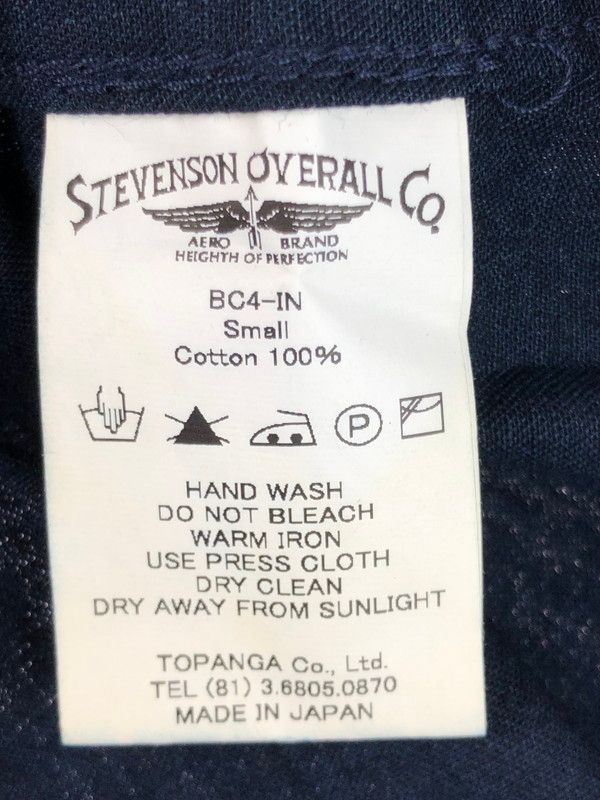 STEVENSON OVERALL CO.
AERO BRAND
HEIGHTH OF PERFECTION
BC4-IN
Small
Cotton 100%
P
HAND WASH
DO NOT BLEACH
WARM IRON
USE PRESS CLOTH
DRY CLEAN
DRY AWAY FROM SUNLIGHT
TOPANGA Co., Ltd.
TEL (81) 3.6805.0870
MADE IN JAPAN